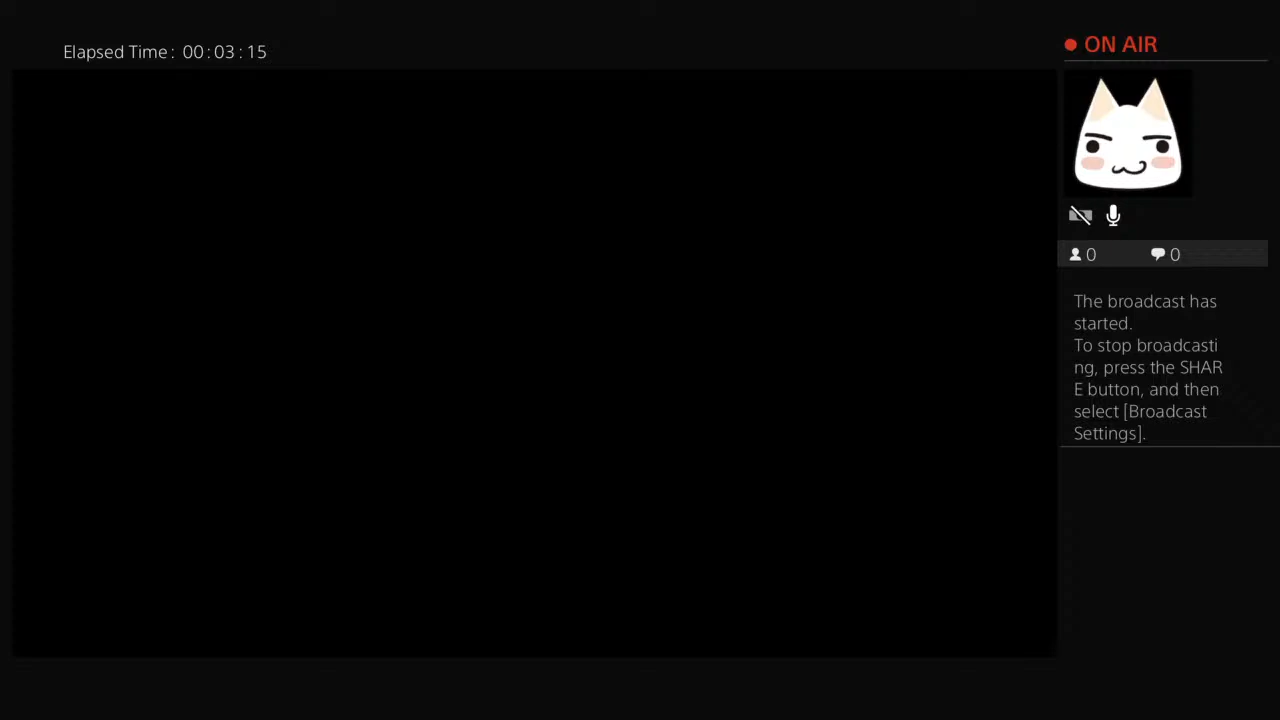 Elapsed Time: 00:03:15
ON AIR
0 0
The broadcast has
started.
To stop broadcasti
ng, press the SHAR
E button, and then
select [Broadcast
Settings].